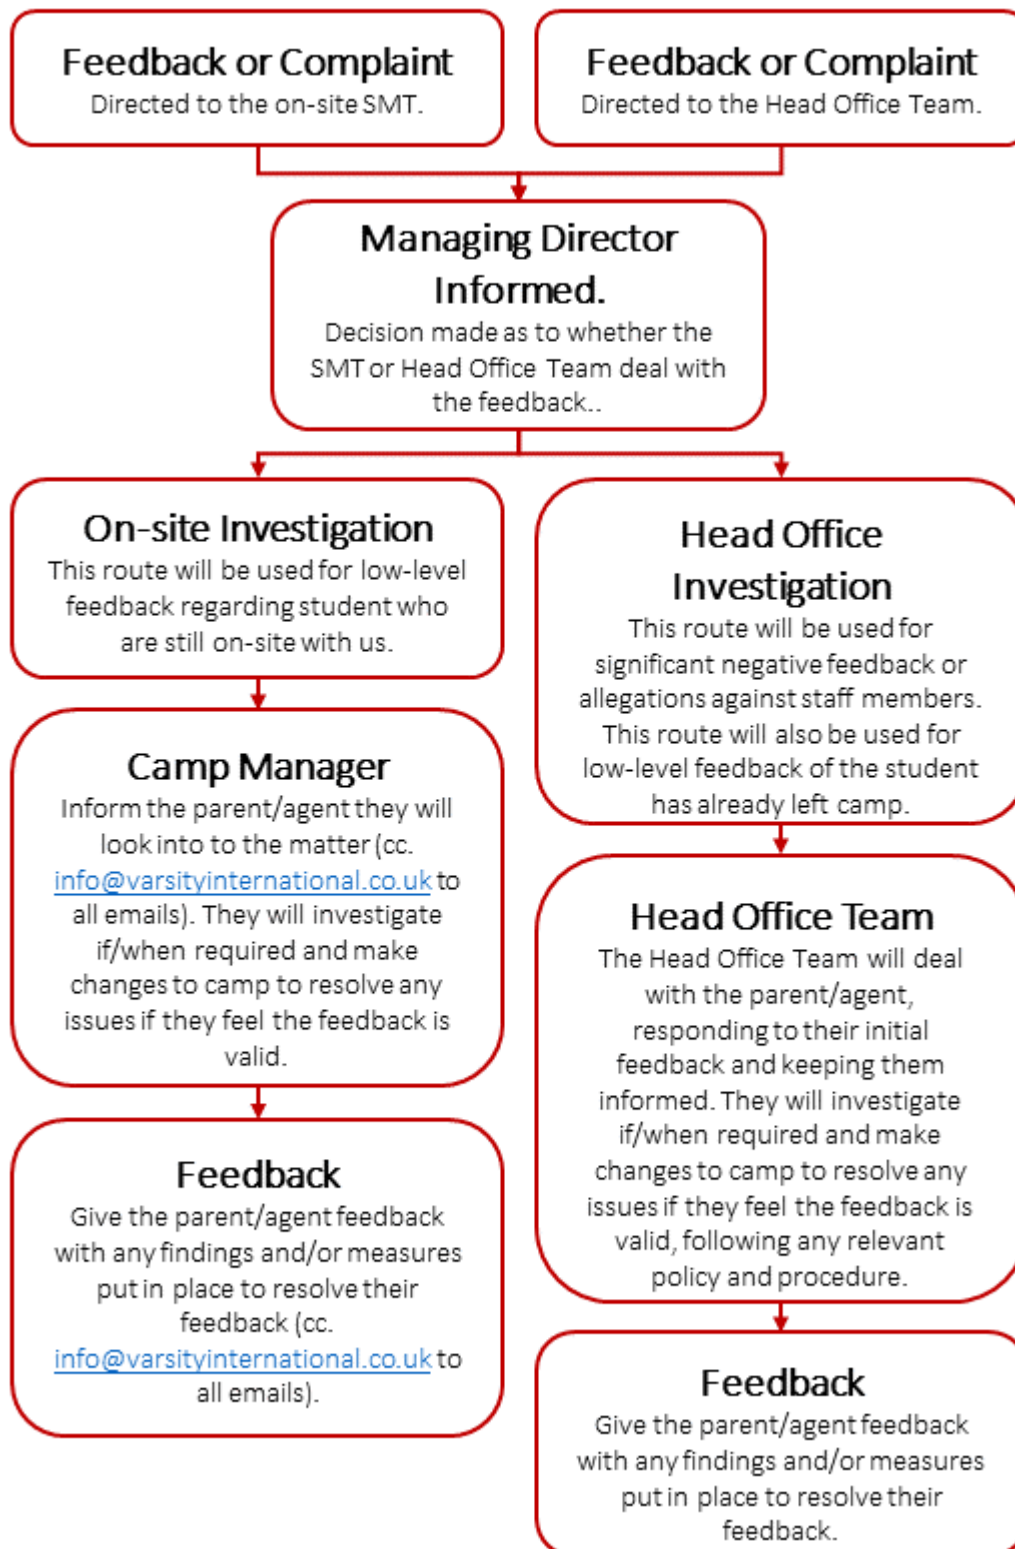 Feedback or Complaint
Directed to the on-site SMT.
Feedback or Complaint
Directed to the Head Office Team.
Managing Director
Informed.
Decision made as to whether the
SMT or Head Office Team deal with
the feedback..
On-site Investigation
This route will be used for low-level
feedback regarding student who
are still on-site with us.
Head Office
Investigation
This route will be used for
significant negative feedback or
allegations against staff members.
This route will also be used for
low-level feedback of the student
has already left camp.
Camp Manager
Inform the parent/agent they will
look into to the matter (cc.
info@varsityinternational.co.uk to
all emails). They will investigate
if/when required and make
changes to camp to resolve any
issues if they feel the feedback is
valid.
Head Office Team
The Head Office Team will deal
with the parent/agent,
responding to their initial
feedback and keeping them
informed. They will investigate
if/when required and make
changes to camp to resolve any
issues if they feel the feedback is
valid, following any relevant
policy and procedure.
Feedback
Give the parent/agent feedback
with any findings and/or measures
put in place to resolve their
feedback (cc.
info@varsityinternational.co.uk to
all emails).
Feedback
Give the parent/agent feedback
with any findings and/or measures
put in place to resolve their
feedback.